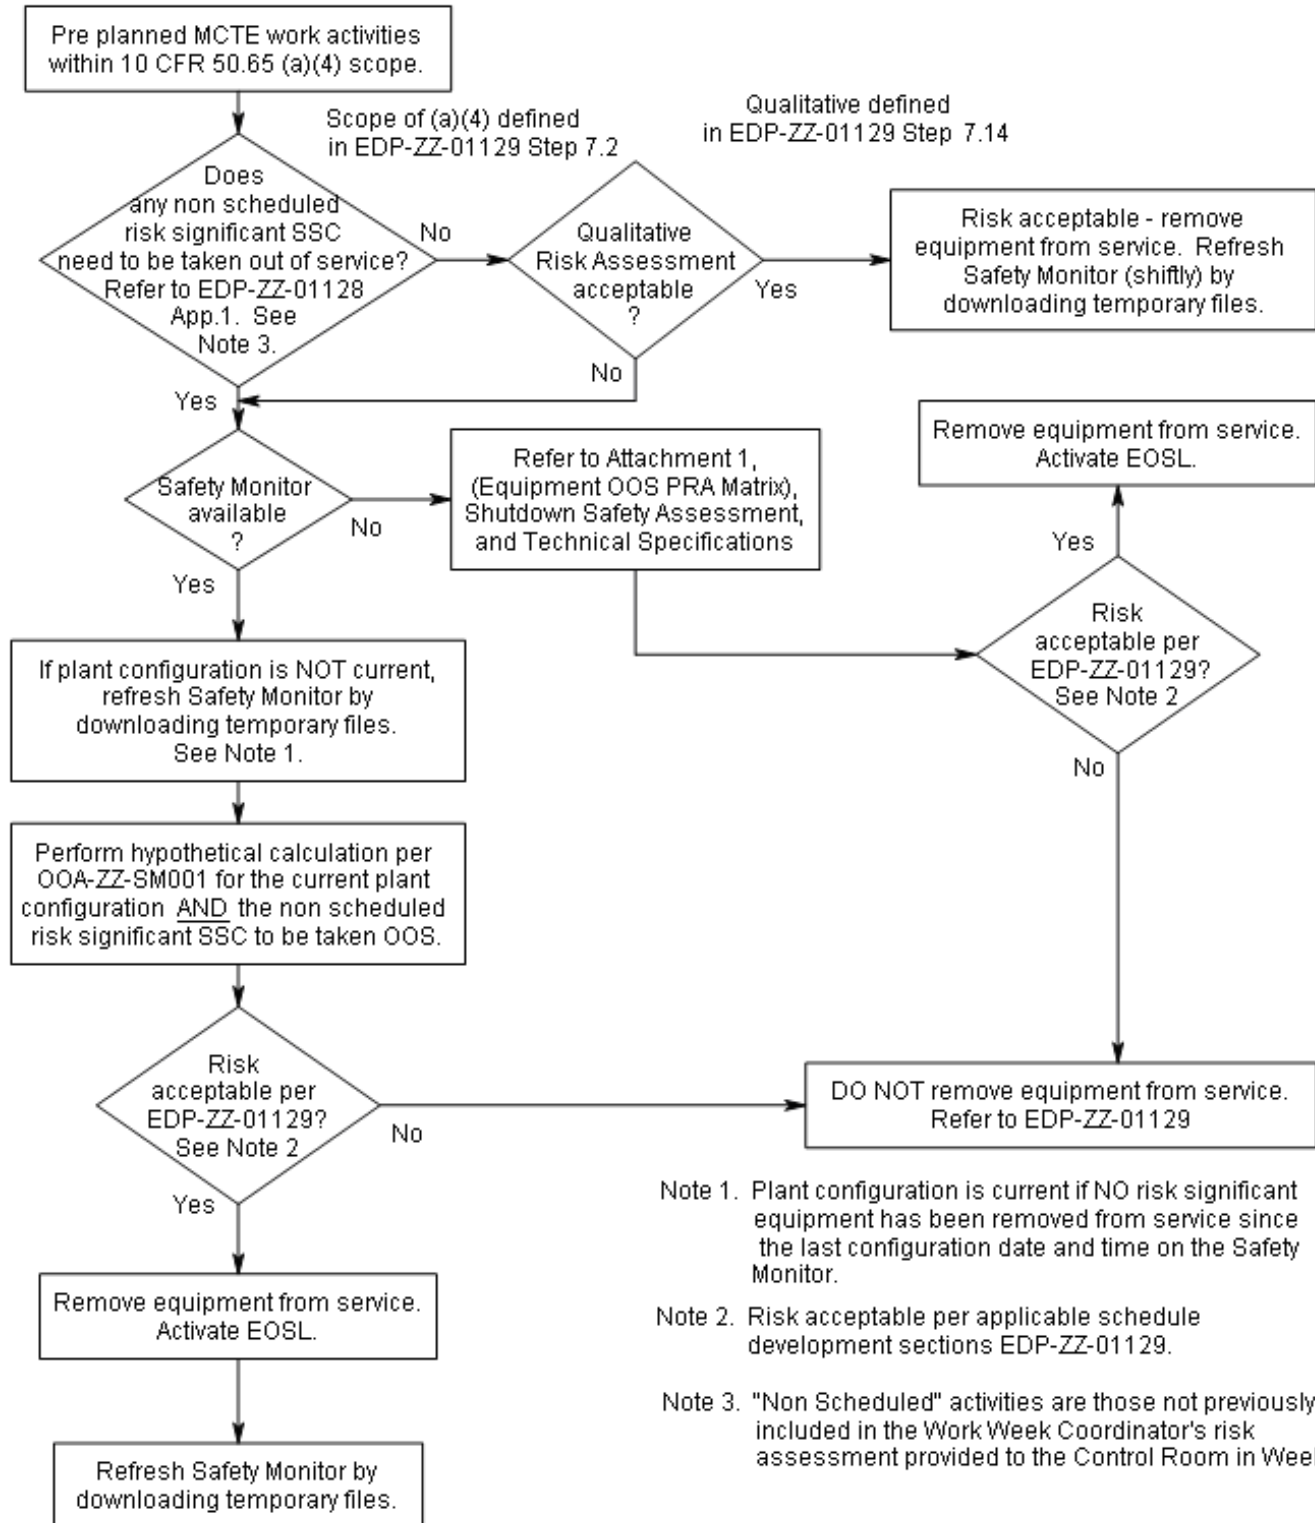 Pre planned MCTE work activities
within 10 CFR 50.65 (a)(4) scope.
Scope of (a)(4) defined
in EDP-ZZ-01129 Step 7.2
Qualitative defined
in EDP-ZZ-01129 Step 7.14
Does
any non scheduled
risk significant SSC
need to be taken out of service?
Refer to EDP-ZZ-01128
App.1. See
Note 3.
No
Yes
Qualitative
Risk Assessment
acceptable
?
Yes
No
Risk acceptable - remove
equipment from service. Refresh
Safety Monitor (shiftly) by
downloading temporary files.
Safety Monitor
available
?
No
Yes
Refer to Attachment 1,
(Equipment OOS PRA Matrix),
Shutdown Safety Assessment,
and Technical Specifications
Remove equipment from service.
Activate EOSL.
Yes
Risk
acceptable per
EDP-ZZ-01129?
See Note 2
No
If plant configuration is NOT current,
refresh Safety Monitor by
downloading temporary files.
See Note 1.
Perform hypothetical calculation per
OOA-ZZ-SM001 for the current plant
configuration AND the non scheduled
risk significant SSC to be taken OOS.
Risk
acceptable per
EDP-ZZ-01129?
See Note 2
No
Yes
DO NOT remove equipment from service.
Refer to EDP-ZZ-01129
Remove equipment from service.
Activate EOSL.
Refresh Safety Monitor by
downloading temporary files.
Note 1. Plant configuration is current if NO risk significant
equipment has been removed from service since
the last configuration date and time on the Safety
Monitor.
Note 2. Risk acceptable per applicable schedule
development sections EDP-ZZ-01129.
Note 3. "Non Scheduled" activities are those not previously
included in the Work Week Coordinator's risk
assessment provided to the Control Room in